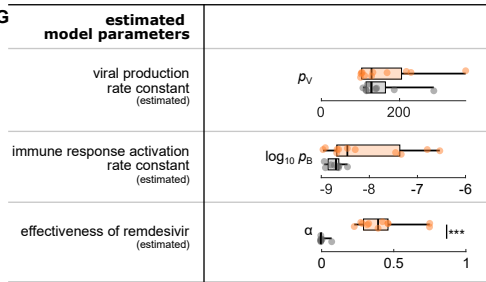 G
estimated
model parameters
viral production
rate constant
(estimated)
pV
0 200
immune response activation
rate constant
(estimated)
log10 pB
-9 -8 -7 -6
effectiveness of remdesivir
(estimated)
α
***
0 0.5 1